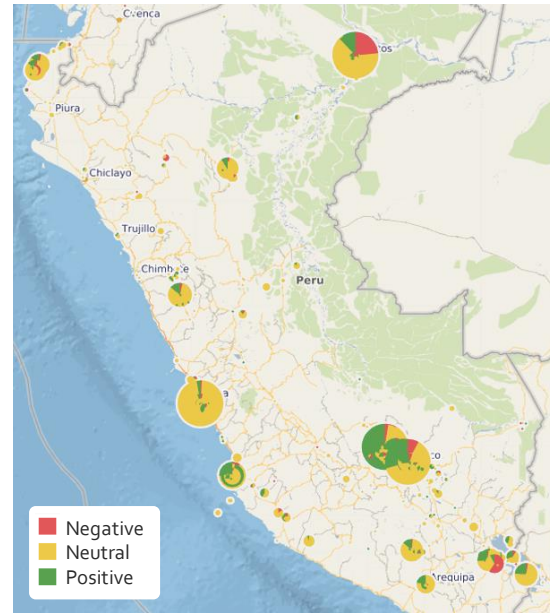 Cuenca
Piura
Chiclayo
Trujillo
Peru
Arequipa
Negative
Neutral
Positive